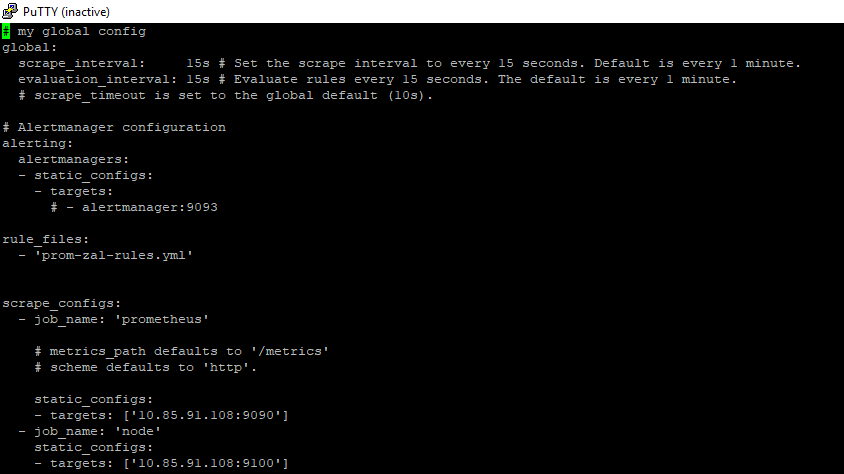 PuTTY (inactive)
# my global config
global:
  scrape_interval:     15s # Set the scrape interval to every 15 seconds. Default is every 1 minute.
  evaluation_interval: 15s # Evaluate rules every 15 seconds. The default is every 1 minute.
  # scrape_timeout is set to the global default (10s).
# Alertmanager configuration
alerting:
  alertmanagers:
  - static_configs:
    - targets:
      # - alertmanager:9093
rule_files:
  - 'prom-zal-rules.yml'
scrape_configs:
  - job_name: 'prometheus'
    # metrics_path defaults to '/metrics'
    # scheme defaults to 'http'.
    static_configs:
    - targets: ['10.85.91.108:9090']
  - job_name: 'node'
    static_configs:
    - targets: ['10.85.91.108:9100']